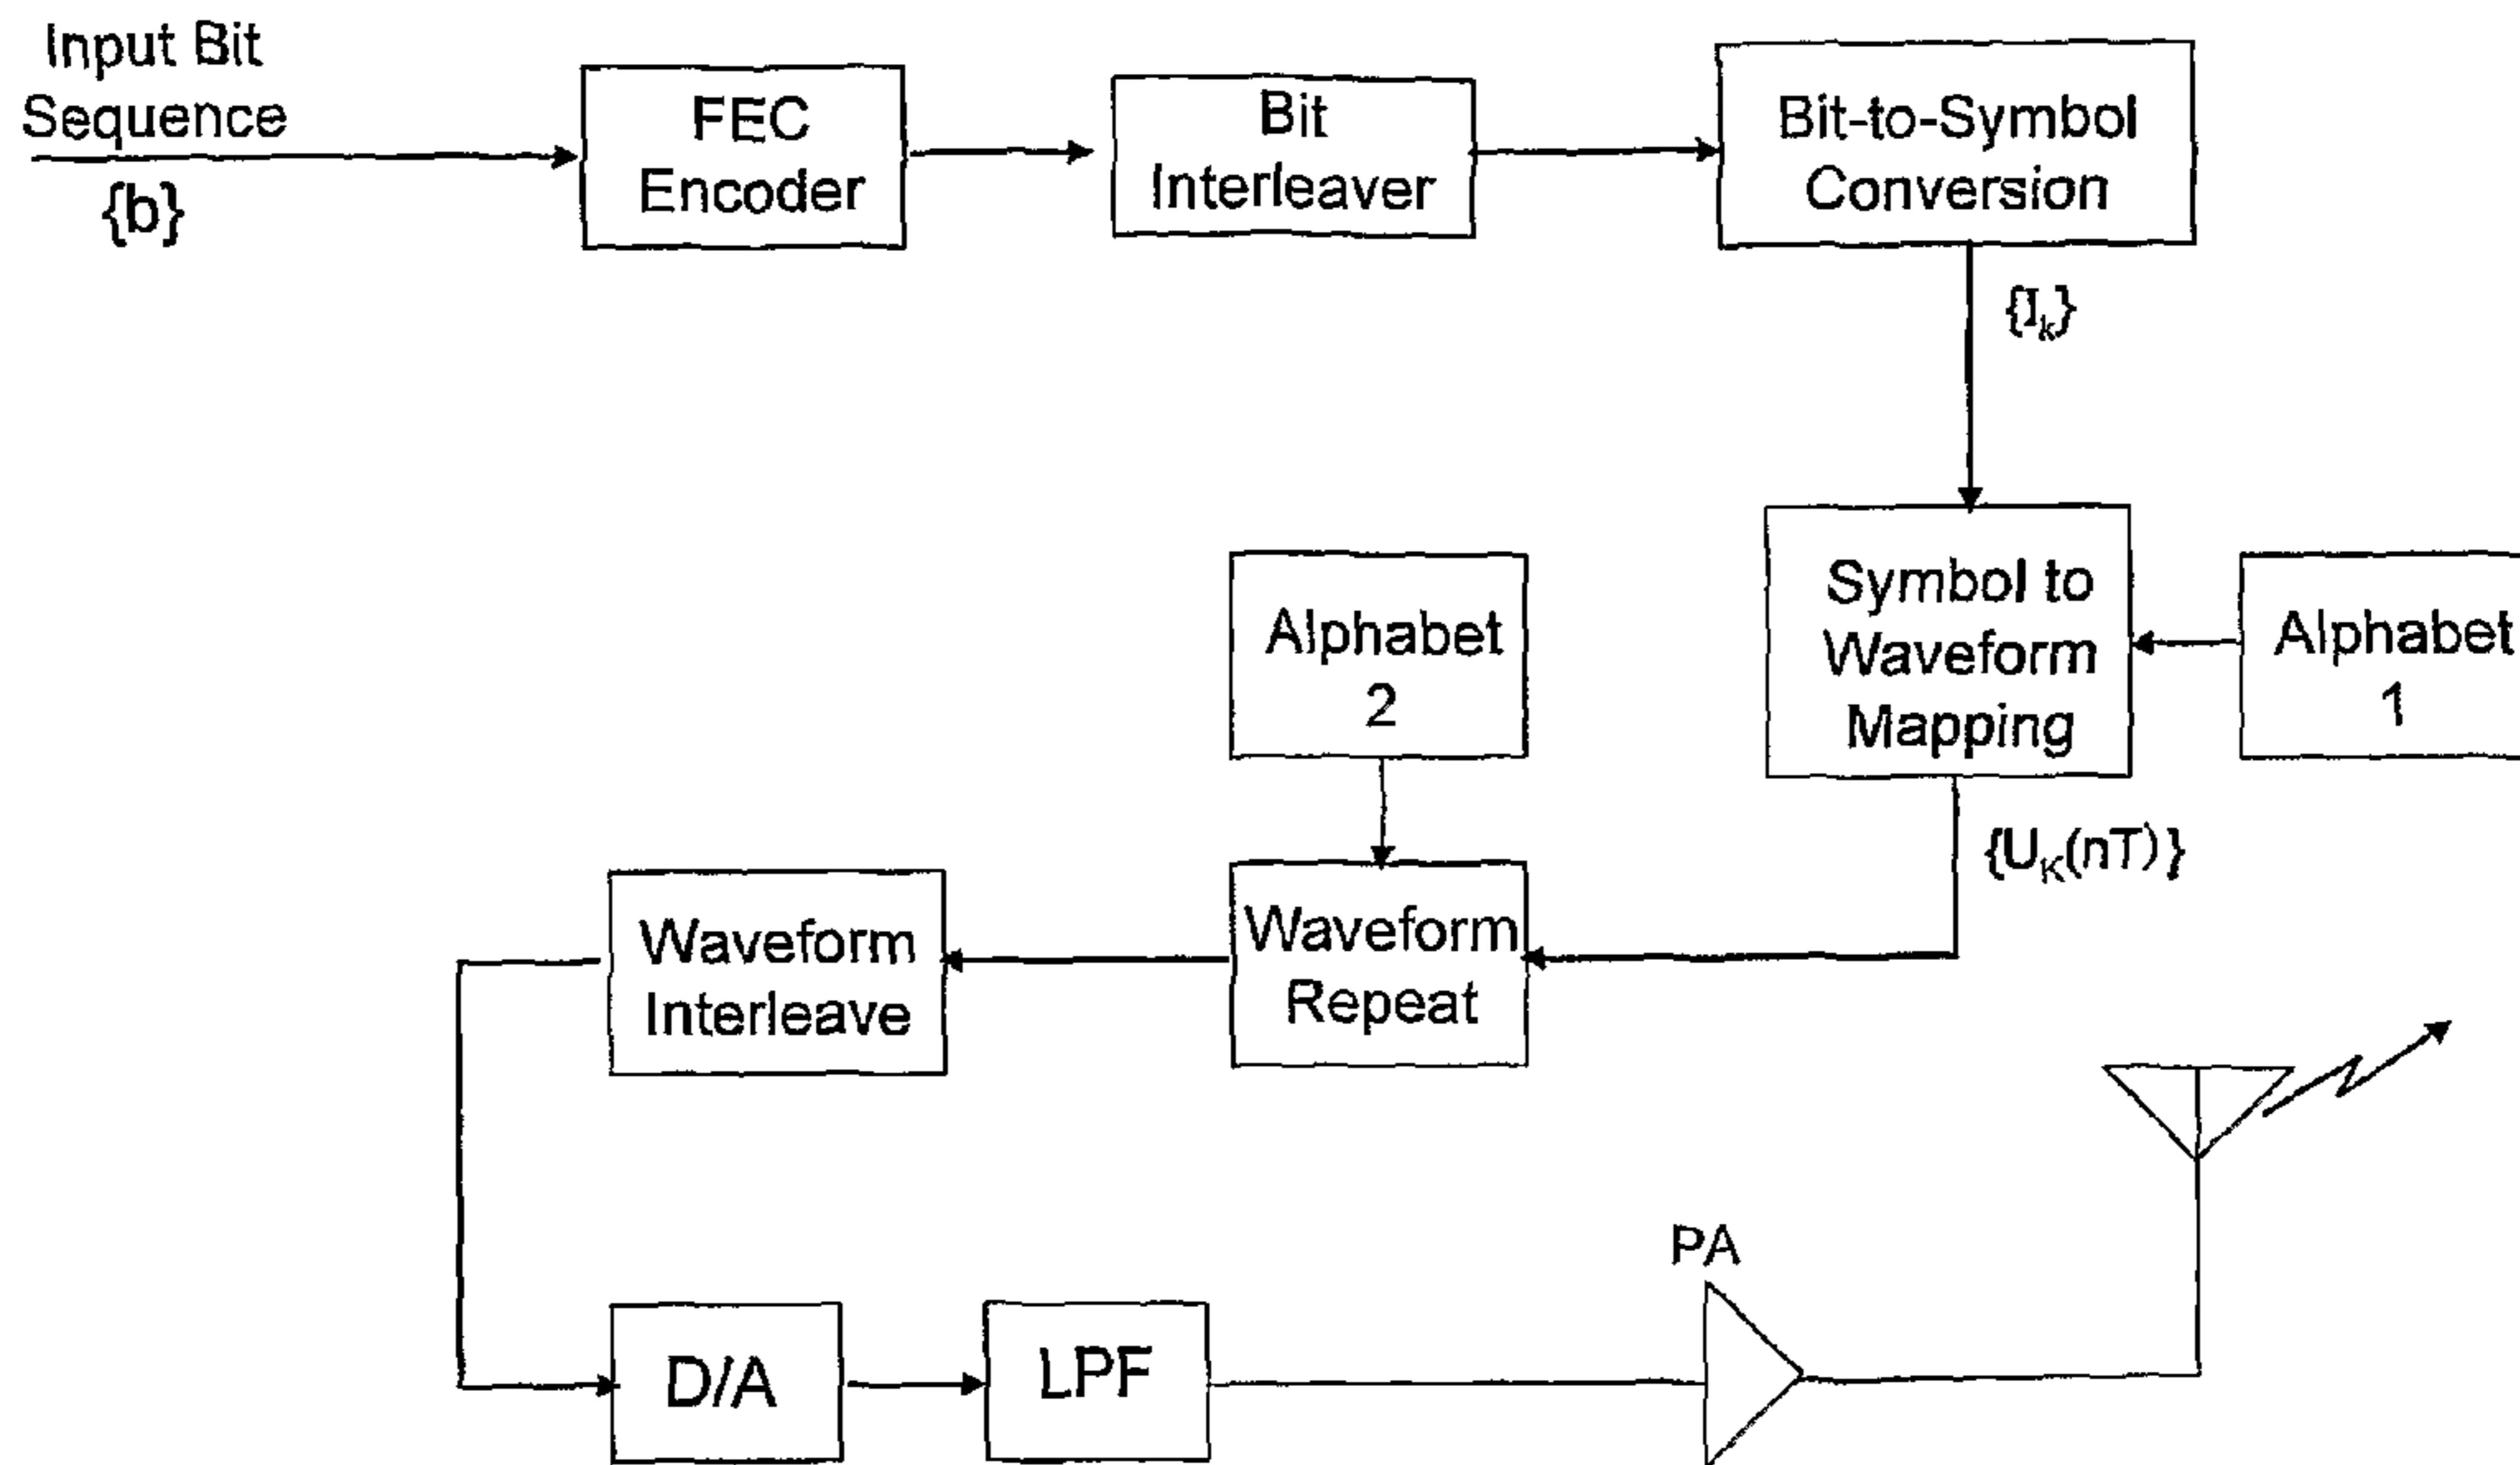 Input Bit
Sequence
{b}
FEC
Encoder
Bit
Interleaver
Bit-to-Symbol
Conversion
{I_k}
Symbol to
Waveform
Mapping
Alphabet
1
Alphabet
2
{U_K(nT)}
Waveform
Repeat
Waveform
Interleave
D/A
LPF
PA